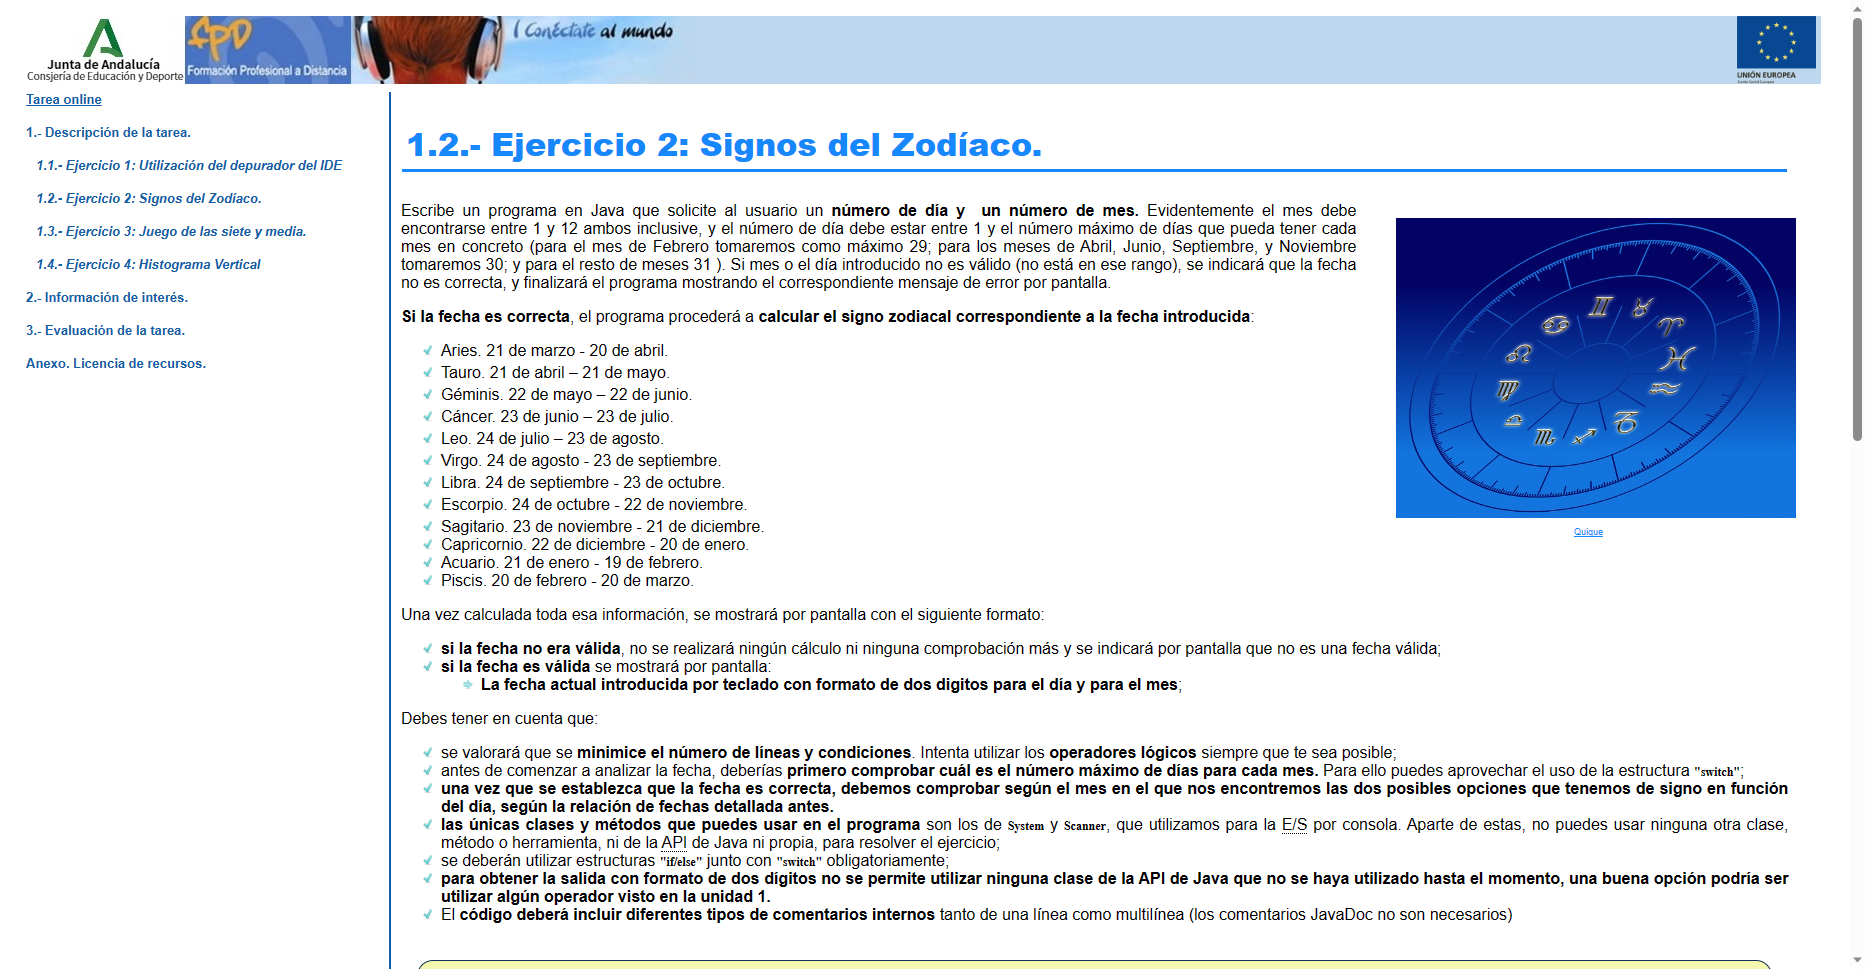 Junta de Andalucía
Consejería de Educación y Deporte
FPD
Formación Profesional a Distancia
Conéctate al mundo
UNIÓN EUROPEA
Fondo Social Europeo
Tarea online
1.- Descripción de la tarea.
1.1.- Ejercicio 1: Utilización del depurador del IDE
1.2.- Ejercicio 2: Signos del Zodíaco.
1.3.- Ejercicio 3: Juego de las siete y media.
1.4.- Ejercicio 4: Histograma Vertical
2.- Información de interés.
3.- Evaluación de la tarea.
Anexo. Licencia de recursos.
1.2.- Ejercicio 2: Signos del Zodíaco.
Escribe un programa en Java que solicite al usuario un número de día y un número de mes. Evidentemente el mes debe
encontrarse entre 1 y 12 ambos inclusive, y el número de día debe estar entre 1 y el número máximo de días que pueda tener cada
mes en concreto (para el mes de Febrero tomaremos como máximo 29; para los meses de Abril, Junio, Septiembre, y Noviembre
tomaremos 30; y para el resto de meses 31 ). Si mes o el día introducido no es válido (no está en ese rango), se indicará que la fecha
no es correcta, y finalizará el programa mostrando el correspondiente mensaje de error por pantalla.
Si la fecha es correcta, el programa procederá a calcular el signo zodiacal correspondiente a la fecha introducida:
Aries. 21 de marzo - 20 de abril.
Tauro. 21 de abril – 21 de mayo.
Géminis. 22 de mayo – 22 de junio.
Cáncer. 23 de junio – 23 de julio.
Leo. 24 de julio – 23 de agosto.
Virgo. 24 de agosto - 23 de septiembre.
Libra. 24 de septiembre - 23 de octubre.
Escorpio. 24 de octubre - 22 de noviembre.
Sagitario. 23 de noviembre - 21 de diciembre.
Capricornio. 22 de diciembre - 20 de enero.
Acuario. 21 de enero - 19 de febrero.
Piscis. 20 de febrero - 20 de marzo.
Quique
Una vez calculada toda esa información, se mostrará por pantalla con el siguiente formato:
si la fecha no era válida, no se realizará ningún cálculo ni ninguna comprobación más y se indicará por pantalla que no es una fecha válida;
si la fecha es válida se mostrará por pantalla:
La fecha actual introducida por teclado con formato de dos digitos para el día y para el mes;
Debes tener en cuenta que:
se valorará que se minimice el número de líneas y condiciones. Intenta utilizar los operadores lógicos siempre que te sea posible;
antes de comenzar a analizar la fecha, deberías primero comprobar cuál es el número máximo de días para cada mes. Para ello puedes aprovechar el uso de la estructura "switch";
una vez que se establezca que la fecha es correcta, debemos comprobar según el mes en el que nos encontremos las dos posibles opciones que tenemos de signo en función
del día, según la relación de fechas detallada antes.
las únicas clases y métodos que puedes usar en el programa son los de System y Scanner, que utilizamos para la E/S por consola. Aparte de estas, no puedes usar ninguna otra clase,
método o herramienta, ni de la API de Java ni propia, para resolver el ejercicio;
se deberán utilizar estructuras "if/else" junto con "switch" obligatoriamente;
para obtener la salida con formato de dos dígitos no se permite utilizar ninguna clase de la API de Java que no se haya utilizado hasta el momento, una buena opción podría ser
utilizar algún operador visto en la unidad 1.
El código deberá incluir diferentes tipos de comentarios internos tanto de una línea como multilínea (los comentarios JavaDoc no son necesarios)